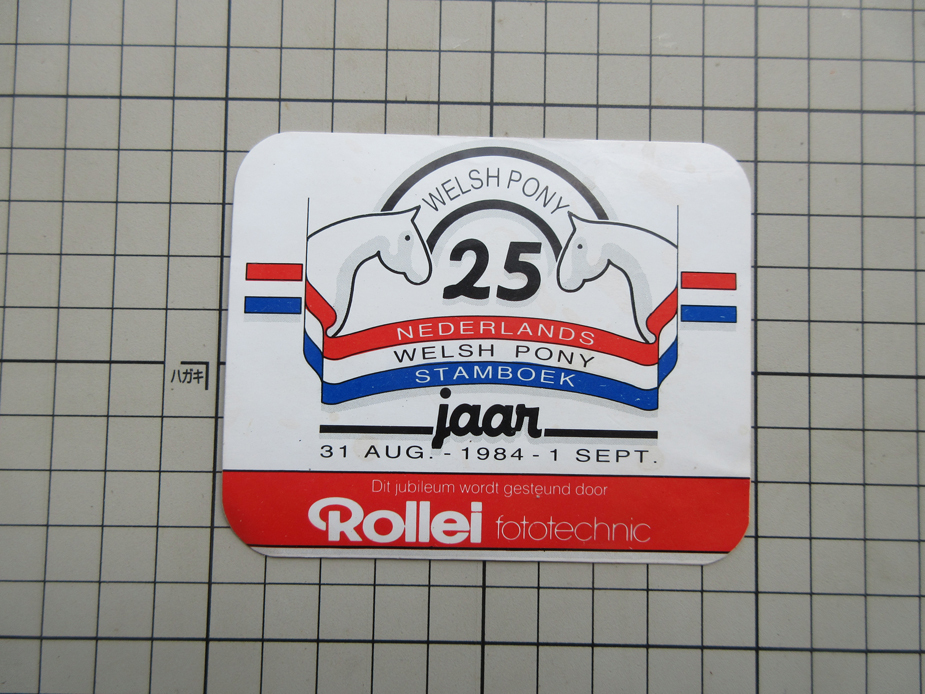 WELSH PONY
25
NEDERLANDS
WELSH PONY
STAMBOEK
jaar
31 AUG. - 1984 - 1 SEPT.
Dit jubileum wordt gesteund door
Rollei fototechnic
ハガキ